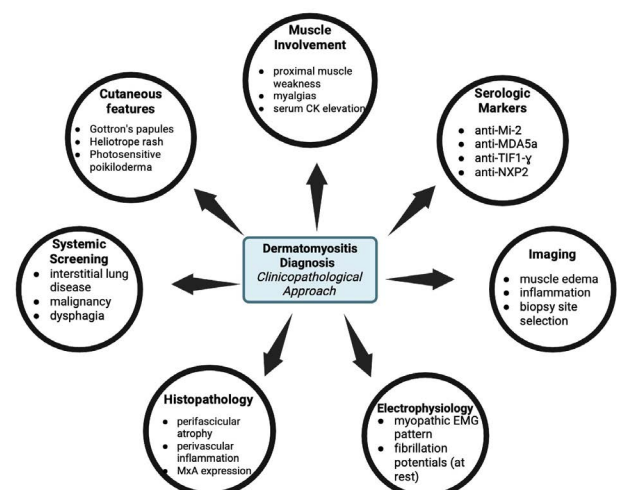 Muscle
Involvement
proximal muscle
weakness
myalgias
serum CK elevation
Cutaneous
features
Gottron's papules
Heliotrope rash
Photosensitive
poikiloderma
Serologic
Markers
anti-Mi-2
anti-MDA5a
anti-TIF1-ɣ
anti-NXP2
Dermatomyositis
Diagnosis
Clinicopathological
Approach
Systemic
Screening
interstitial lung
disease
malignancy
dysphagia
Imaging
muscle edema
inflammation
biopsy site
selection
Histopathology
perifascicular
atrophy
perivascular
inflammation
MxA expression
Electrophysiology
myopathic EMG
pattern
fibrillation
potentials (at
rest)